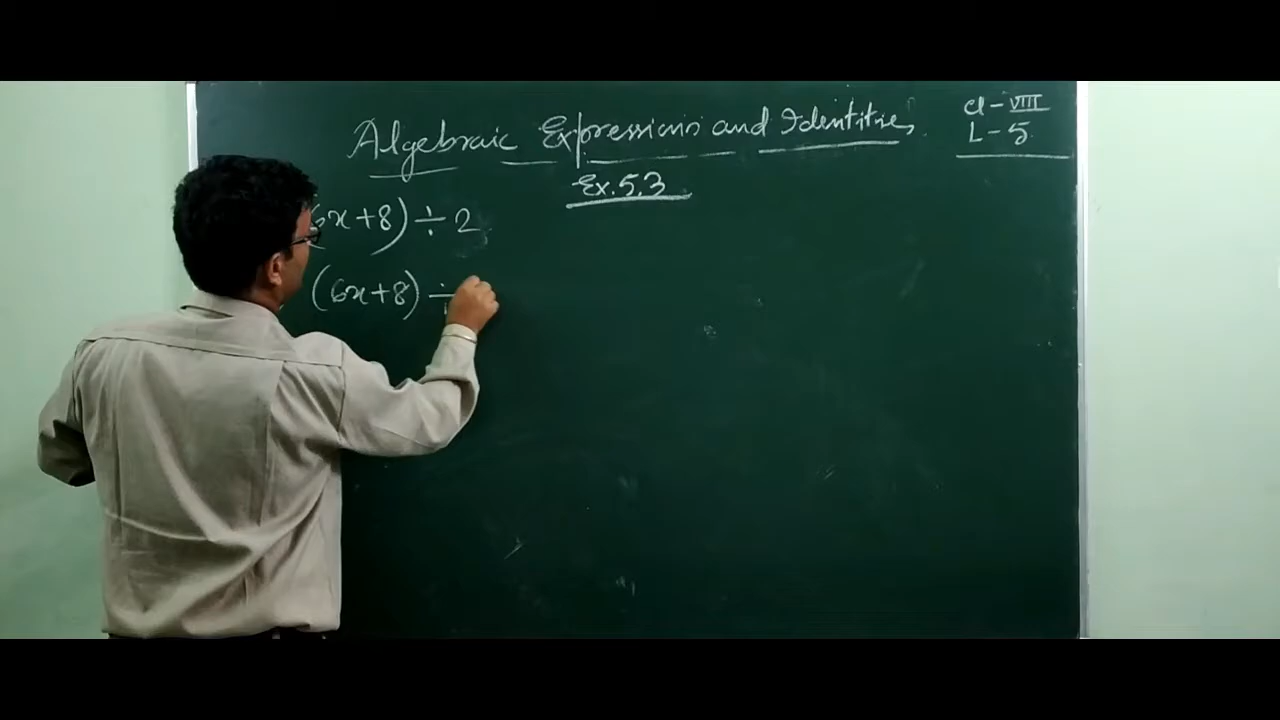 Algebraic Expressions and Identities
Cl - VIII
L - 5
Ex. 5.3
6x+8) ÷ 2
(6x+8) ÷